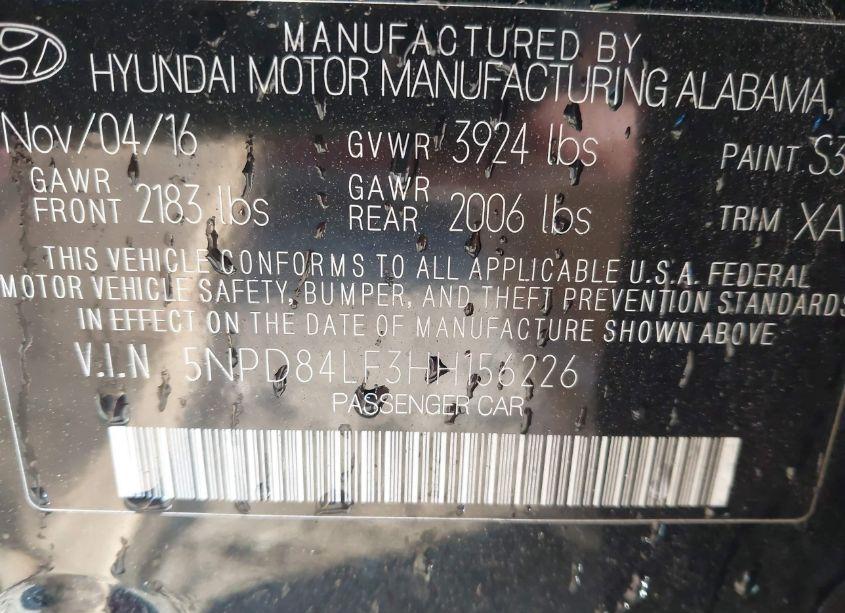 MANUFACTURED BY
HYUNDAI MOTOR MANUFACTURING ALABAMA,
Nov/04/16 GVWR 3924 lbs PAINT S3
GAWR FRONT 2183 lbs GAWR REAR 2006 lbs TRIM XA
THIS VEHICLE CONFORMS TO ALL APPLICABLE U.S.A. FEDERAL
MOTOR VEHICLE SAFETY, BUMPER, AND THEFT PREVENTION STANDARDS
IN EFFECT ON THE DATE OF MANUFACTURE SHOWN ABOVE
V.I.N 5NPD84LF3HH156226
PASSENGER CAR